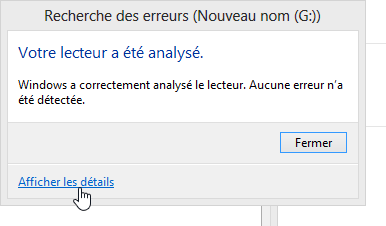 Recherche des erreurs (Nouveau nom (G:))
Votre lecteur a été analysé.
Windows a correctement analysé le lecteur. Aucune erreur n'a
été détectée.
Fermer
Afficher les détails